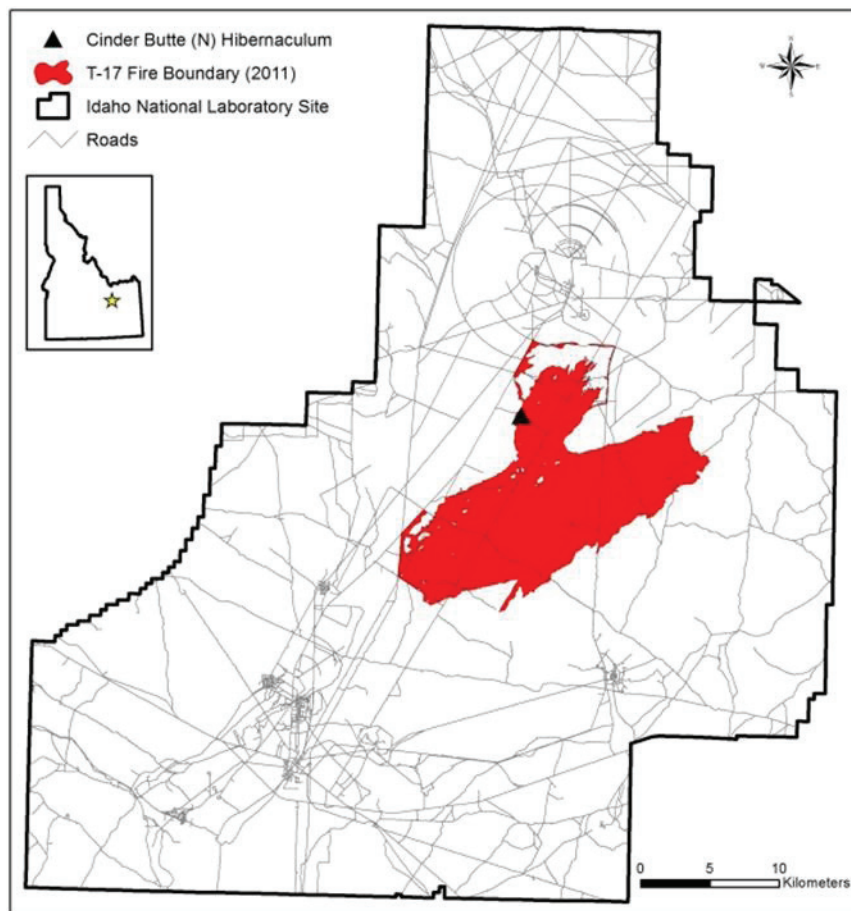 Cinder Butte (N) Hibernaculum
T-17 Fire Boundary (2011)
Idaho National Laboratory Site
Roads
N
W E
S
0 5 10
Kilometers